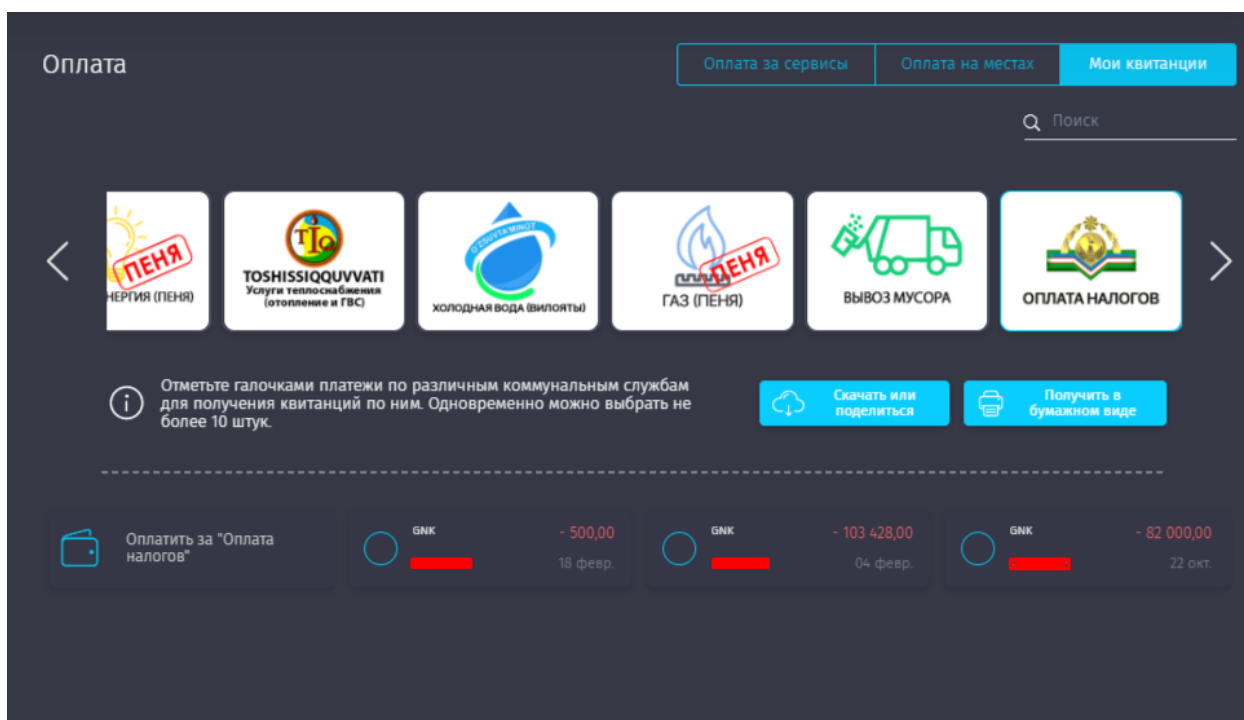 Оплата
Оплата за сервисы
Оплата на местах
Мои квитанции
Поиск
ПЕНЯ
НЕРГИЯ (ПЕНЯ)
TOSHISSIQQUVVATI
Услуги теплоснабжения
(отопление и ГВС)
O'ZSUVTA'MINOT
ХОЛОДНАЯ ВОДА (ВИЛОЯТЫ)
ПЕНЯ
ГАЗ (ПЕНЯ)
ВЫВОЗ МУСОРА
ОПЛАТА НАЛОГОВ
Отметьте галочками платежи по различным коммунальным службам
для получения квитанций по ним. Одновременно можно выбрать не
более 10 штук.
Скачать или
поделиться
Получить в
бумажном виде
Оплатить за "Оплата
налогов"
GNK
- 500,00
18 февр.
GNK
- 103 428,00
04 февр.
GNK
- 82 000,00
22 окт.